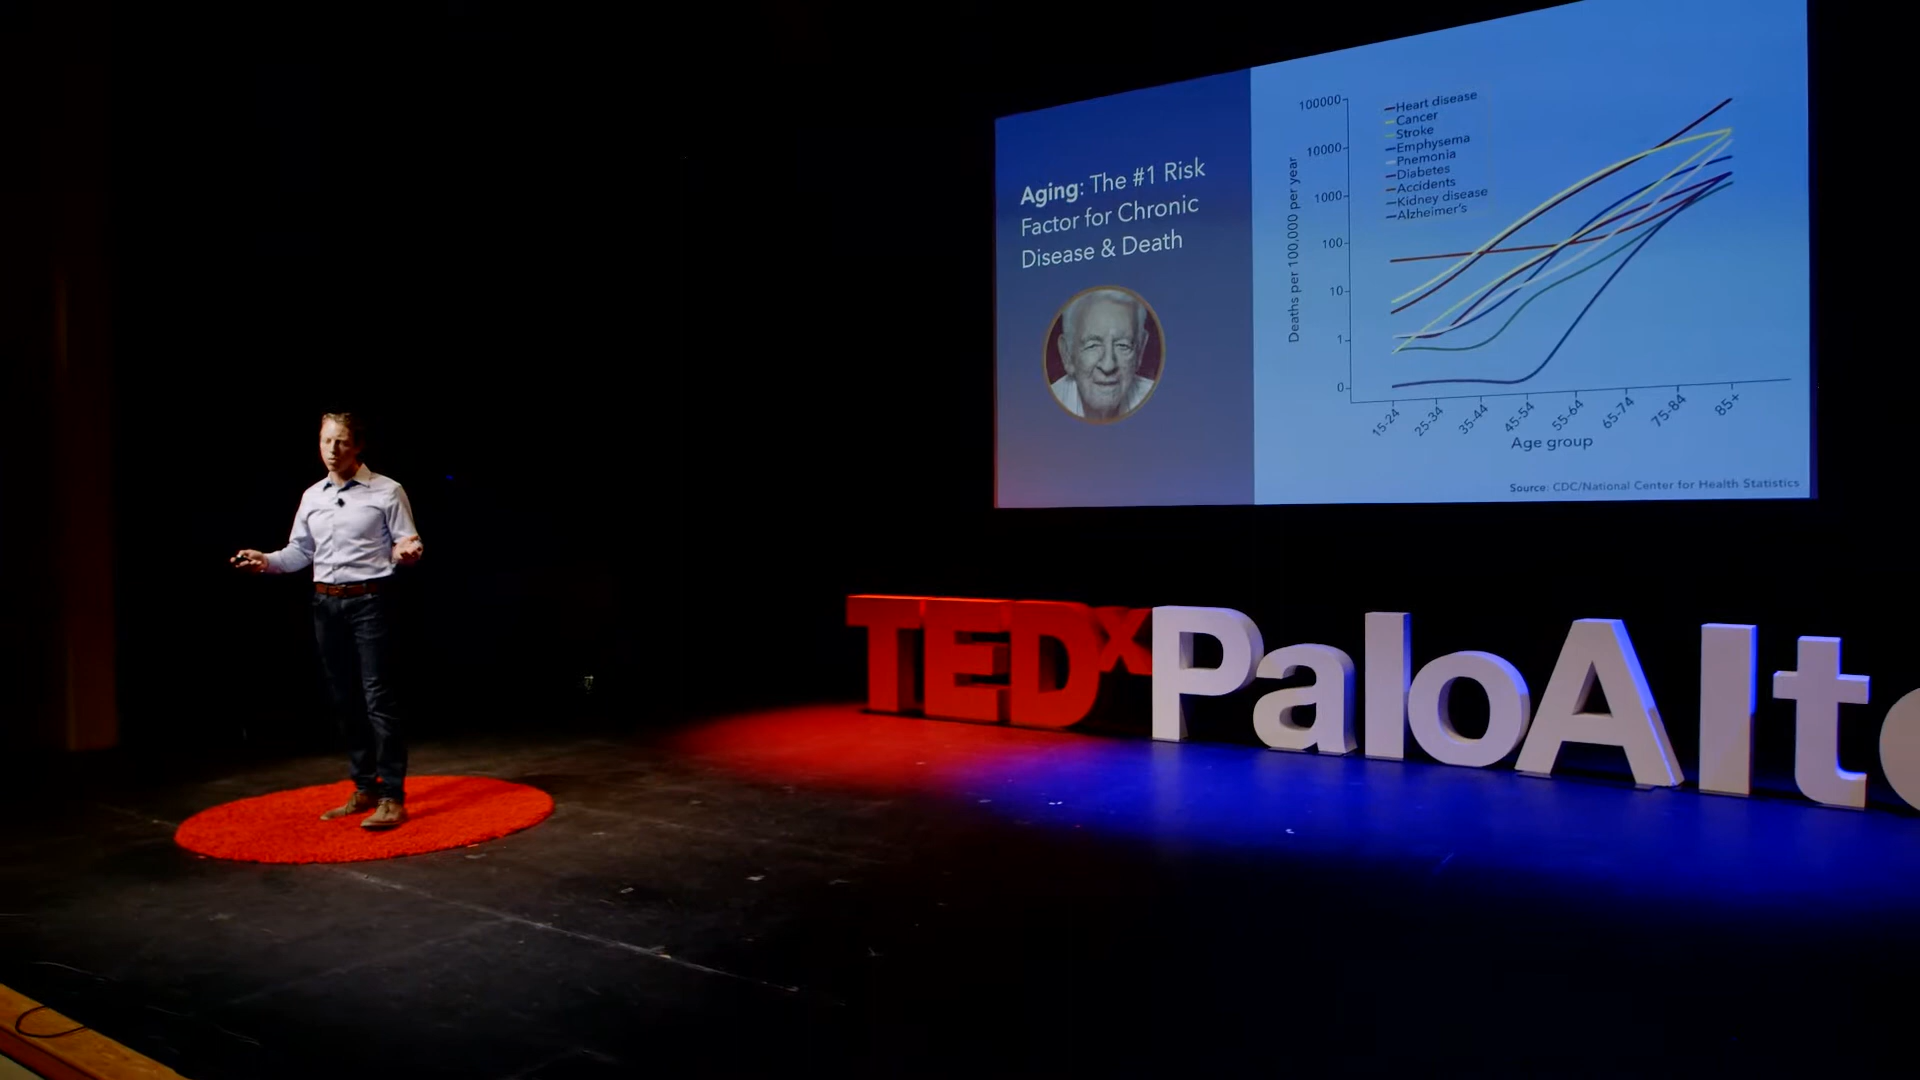 Aging: The #1 Risk
Factor for Chronic
Disease & Death
Deaths per 100,000 per year
100000
10000
1000
100
10
1
0
Heart disease
Cancer
Stroke
Emphysema
Pnemonia
Diabetes
Accidents
Kidney disease
Alzheimer's
15-24
25-34
35-44
45-54
55-64
65-74
75-84
85+
Age group
Source: CDC/National Center for Health Statistics
TEDxPaloAlto